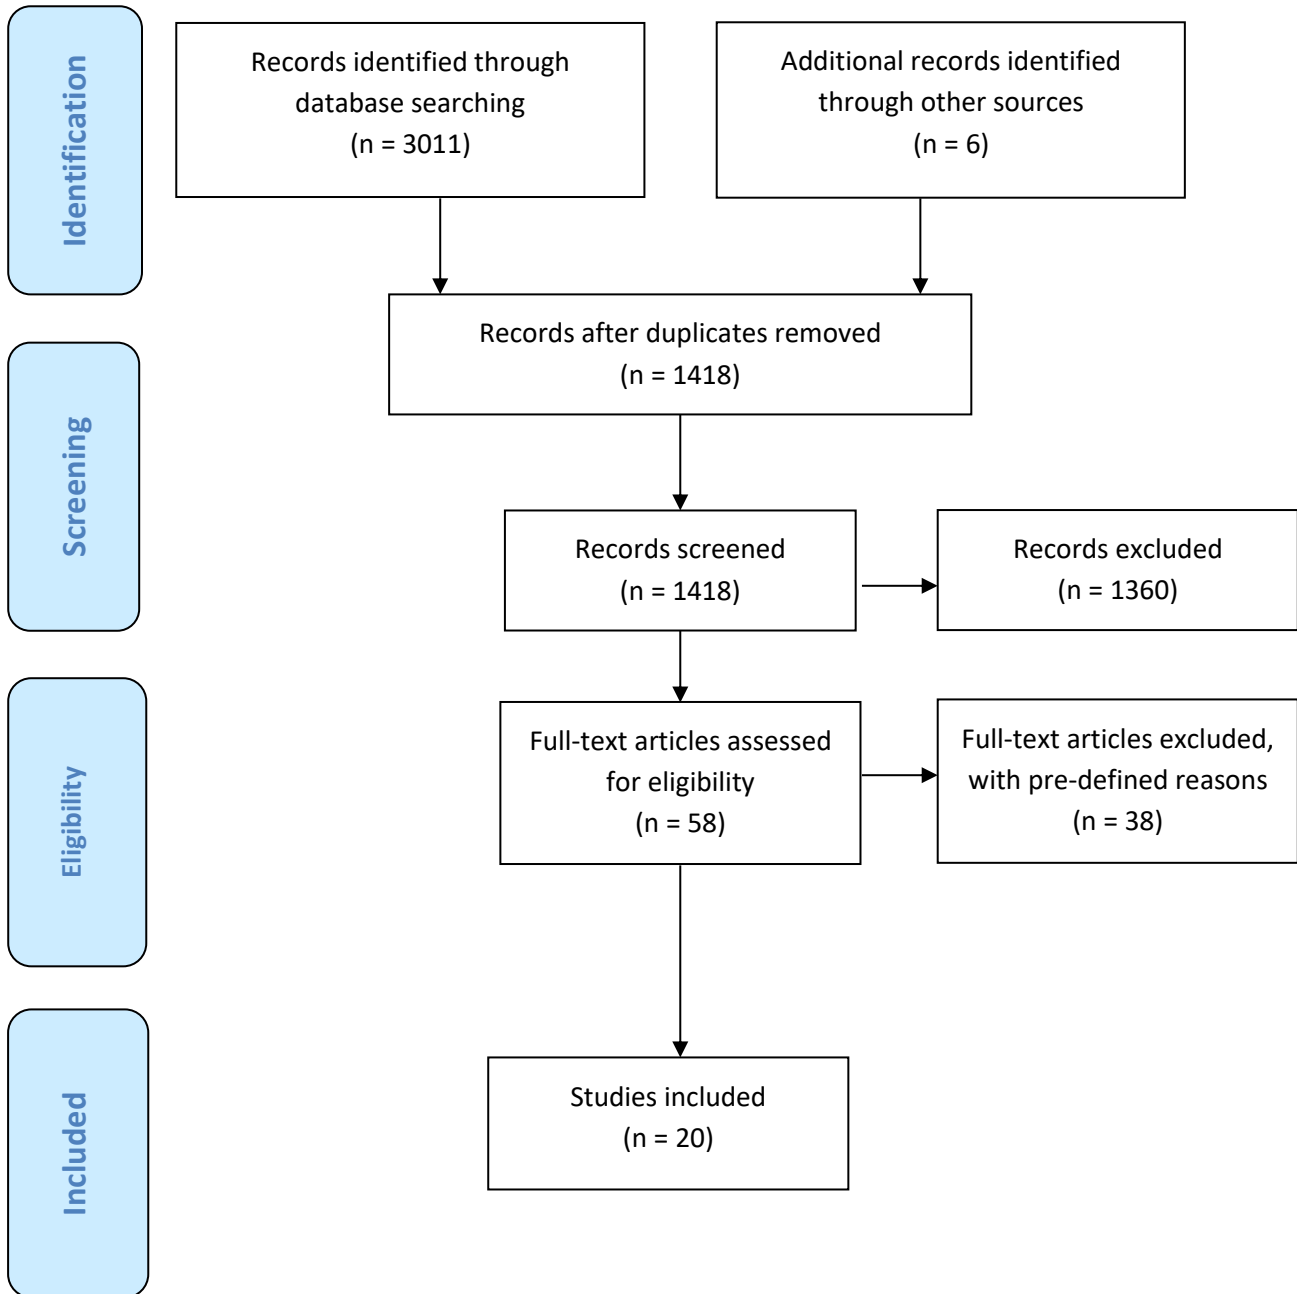 Identification
Records identified through
database searching
(n = 3011)
Additional records identified
through other sources
(n = 6)
Records after duplicates removed
(n = 1418)
Screening
Records screened
(n = 1418)
Records excluded
(n = 1360)
Eligibility
Full-text articles assessed
for eligibility
(n = 58)
Full-text articles excluded,
with pre-defined reasons
(n = 38)
Included
Studies included
(n = 20)